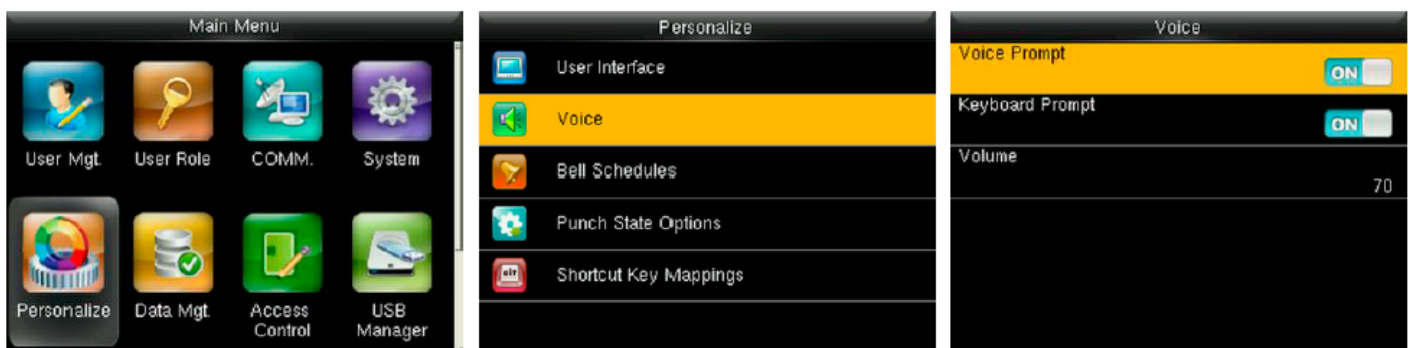 Main Menu
User Mgt.
User Role
COMM.
System
Personalize
Data Mgt.
Access
Control
USB
Manager
Personalize
User Interface
Voice
Bell Schedules
Punch State Options
alt
Shortcut Key Mappings
Voice
Voice Prompt
ON
Keyboard Prompt
ON
Volume
70